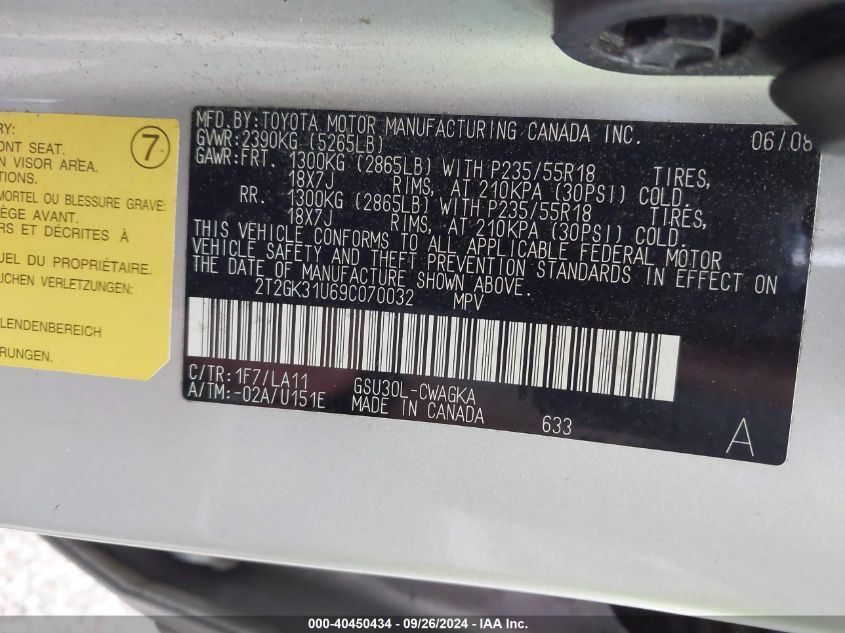 RY:
ONT SEAT.
N VISOR AREA.
TIONS.
MORTEL OU BLESSURE GRAVE:
ÈGE AVANT.
RS ET DÉCRITES À
UEL DU PROPRIÉTAIRE.
LICHEN VERLETZUNGEN
LENDENBEREICH
ÄRUNGEN.
7
MFD.BY:TOYOTA MOTOR MANUFACTURING CANADA INC. 06/08
GVWR:2390KG (5265LB)
GAWR:FRT. 1300KG (2865LB) WITH P235/55R18 TIRES,
18X7J RIMS, AT 210KPA (30PSI) COLD.
RR. 1300KG (2865LB) WITH P235/55R18 TIRES,
18X7J RIMS, AT 210KPA (30PSI) COLD.
THIS VEHICLE CONFORMS TO ALL APPLICABLE FEDERAL MOTOR
VEHICLE SAFETY AND THEFT PREVENTION STANDARDS IN EFFECT ON
THE DATE OF MANUFACTURE SHOWN ABOVE.
2T2GK31U69C070032 MPV
C/TR:1F7/LA11 GSU30L-CWAGKA
A/TM:-02A/U151E MADE IN CANADA 633
A
000-40450434 - 09/26/2024 - IAA Inc.